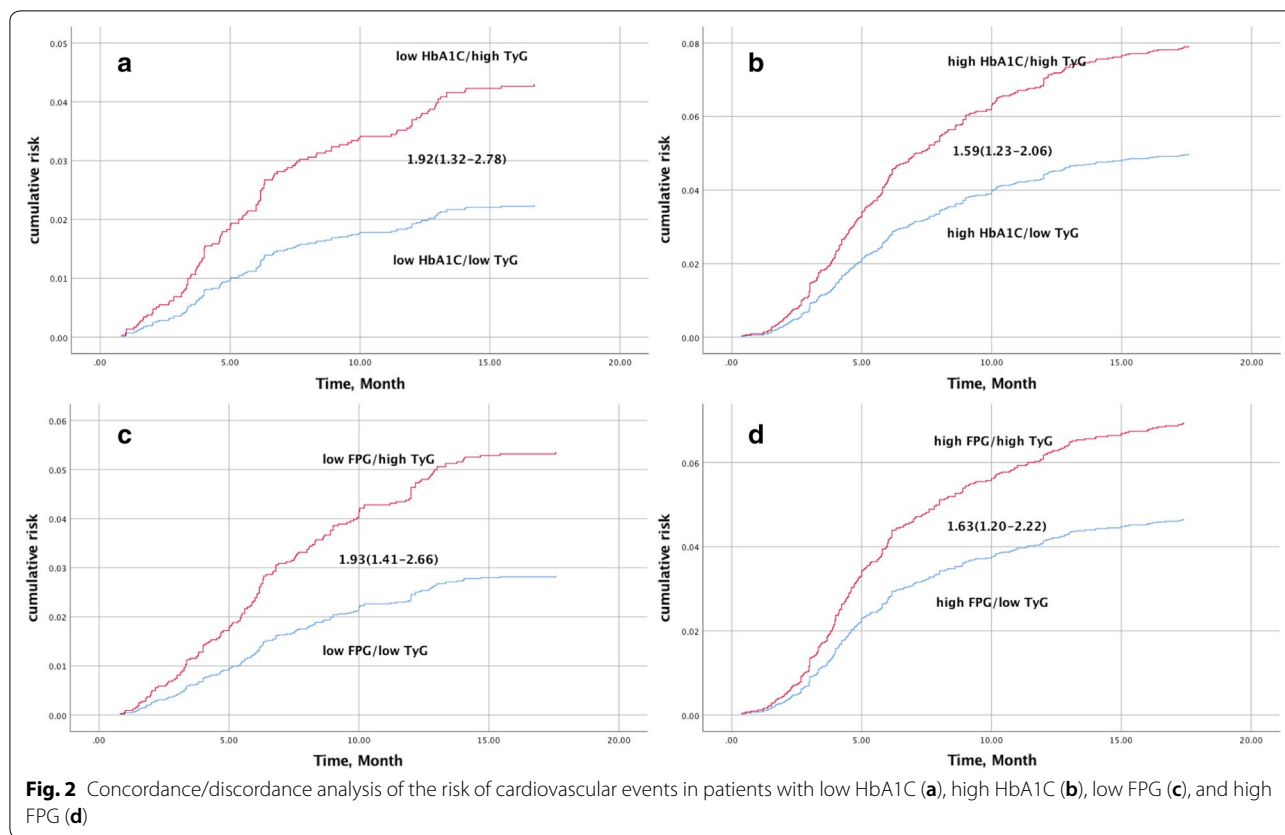 a
low HbA1C/high TyG
1.92(1.32-2.78)
low HbA1C/low TyG
cumulative risk
0.05
0.04
0.03
0.02
0.01
0.00
.00 5.00 10.00 15.00 20.00
Time, Month
b
high HbA1C/high TyG
1.59(1.23-2.06)
high HbA1C/low TyG
cumulative risk
0.08
0.06
0.04
0.02
0.00
.00 5.00 10.00 15.00 20.00
Time, Month
c
low FPG/high TyG
1.93(1.41-2.66)
low FPG/low TyG
cumulative risk
0.06
0.05
0.04
0.03
0.02
0.01
0.00
.00 5.00 10.00 15.00 20.00
Time, Month
d
high FPG/high TyG
1.63(1.20-2.22)
high FPG/low TyG
cumulative risk
0.06
0.04
0.02
0.00
.00 5.00 10.00 15.00 20.00
Time, Month
Fig. 2 Concordance/discordance analysis of the risk of cardiovascular events in patients with low HbA1C (a), high HbA1C (b), low FPG (c), and high
FPG (d)